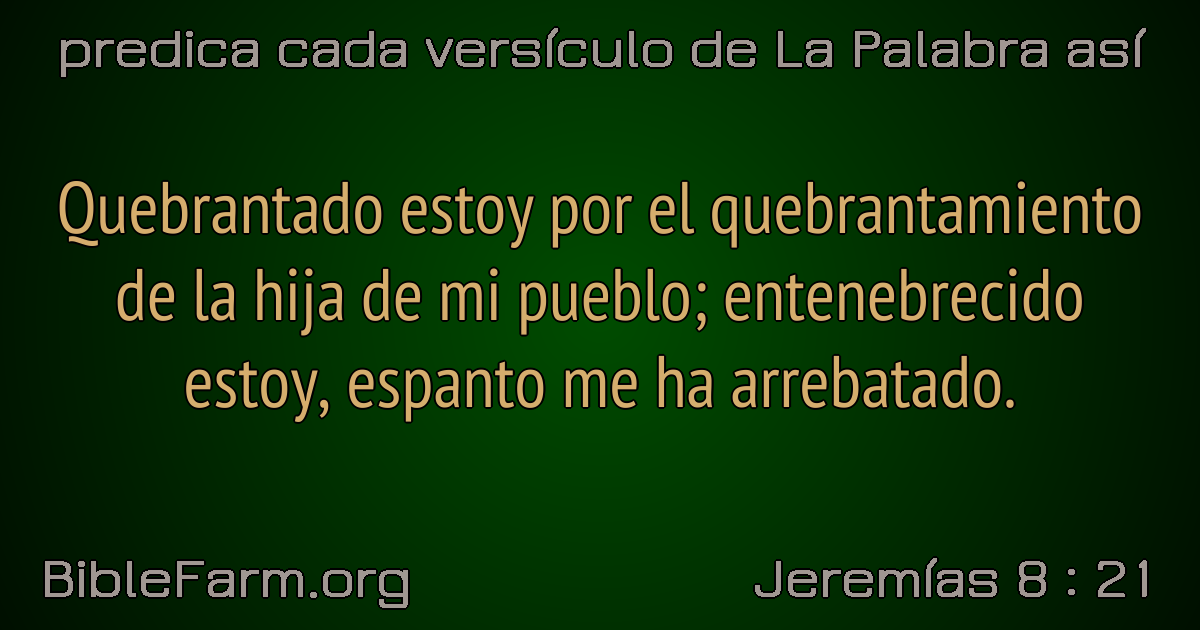 predica cada versículo de La Palabra así
Quebrantado estoy por el quebrantamiento
de la hija de mi pueblo; entenebrecido
estoy, espanto me ha arrebatado.
BibleFarm.org
Jeremías 8 : 21